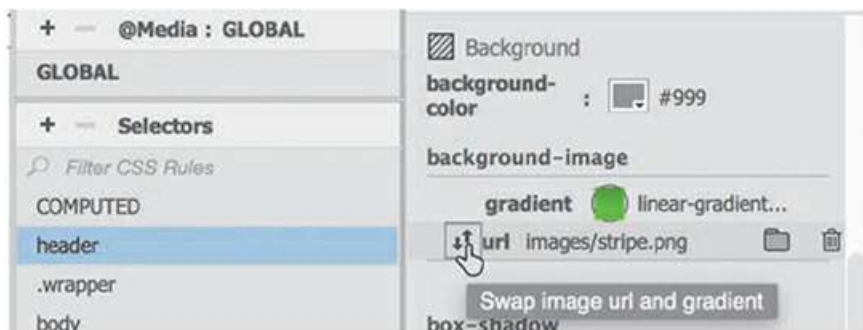 + — @Media : GLOBAL
GLOBAL
+ — Selectors
Filter CSS Rules
COMPUTED
header
.wrapper
body
Background
background-
color : #999
background-image
gradient linear-gradient...
url images/stripe.png
Swap image url and gradient
box-shadow